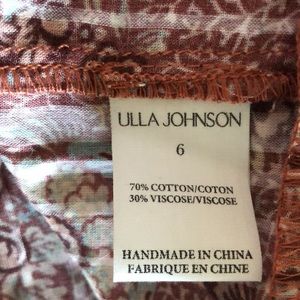 ULLA JOHNSON
6
70% COTTON/COTON
30% VISCOSE/VISCOSE
HANDMADE IN CHINA
FABRIQUE EN CHINE